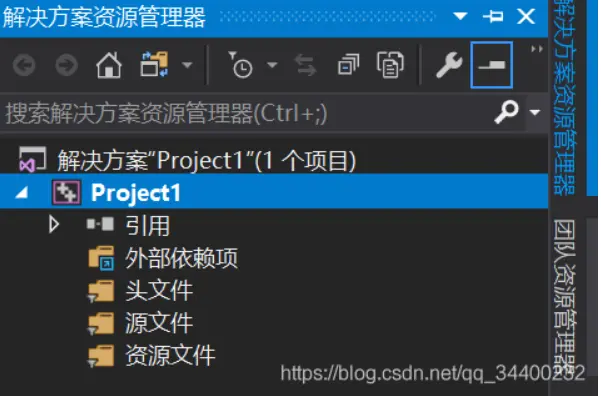 解决方案资源管理器
搜索解决方案资源管理器(Ctrl+;)
解决方案"Project1"(1 个项目)
Project1
引用
外部依赖项
头文件
源文件
资源文件
解决方案资源管理器
团队资源管理器
https://blog.csdn.net/qq_34400232